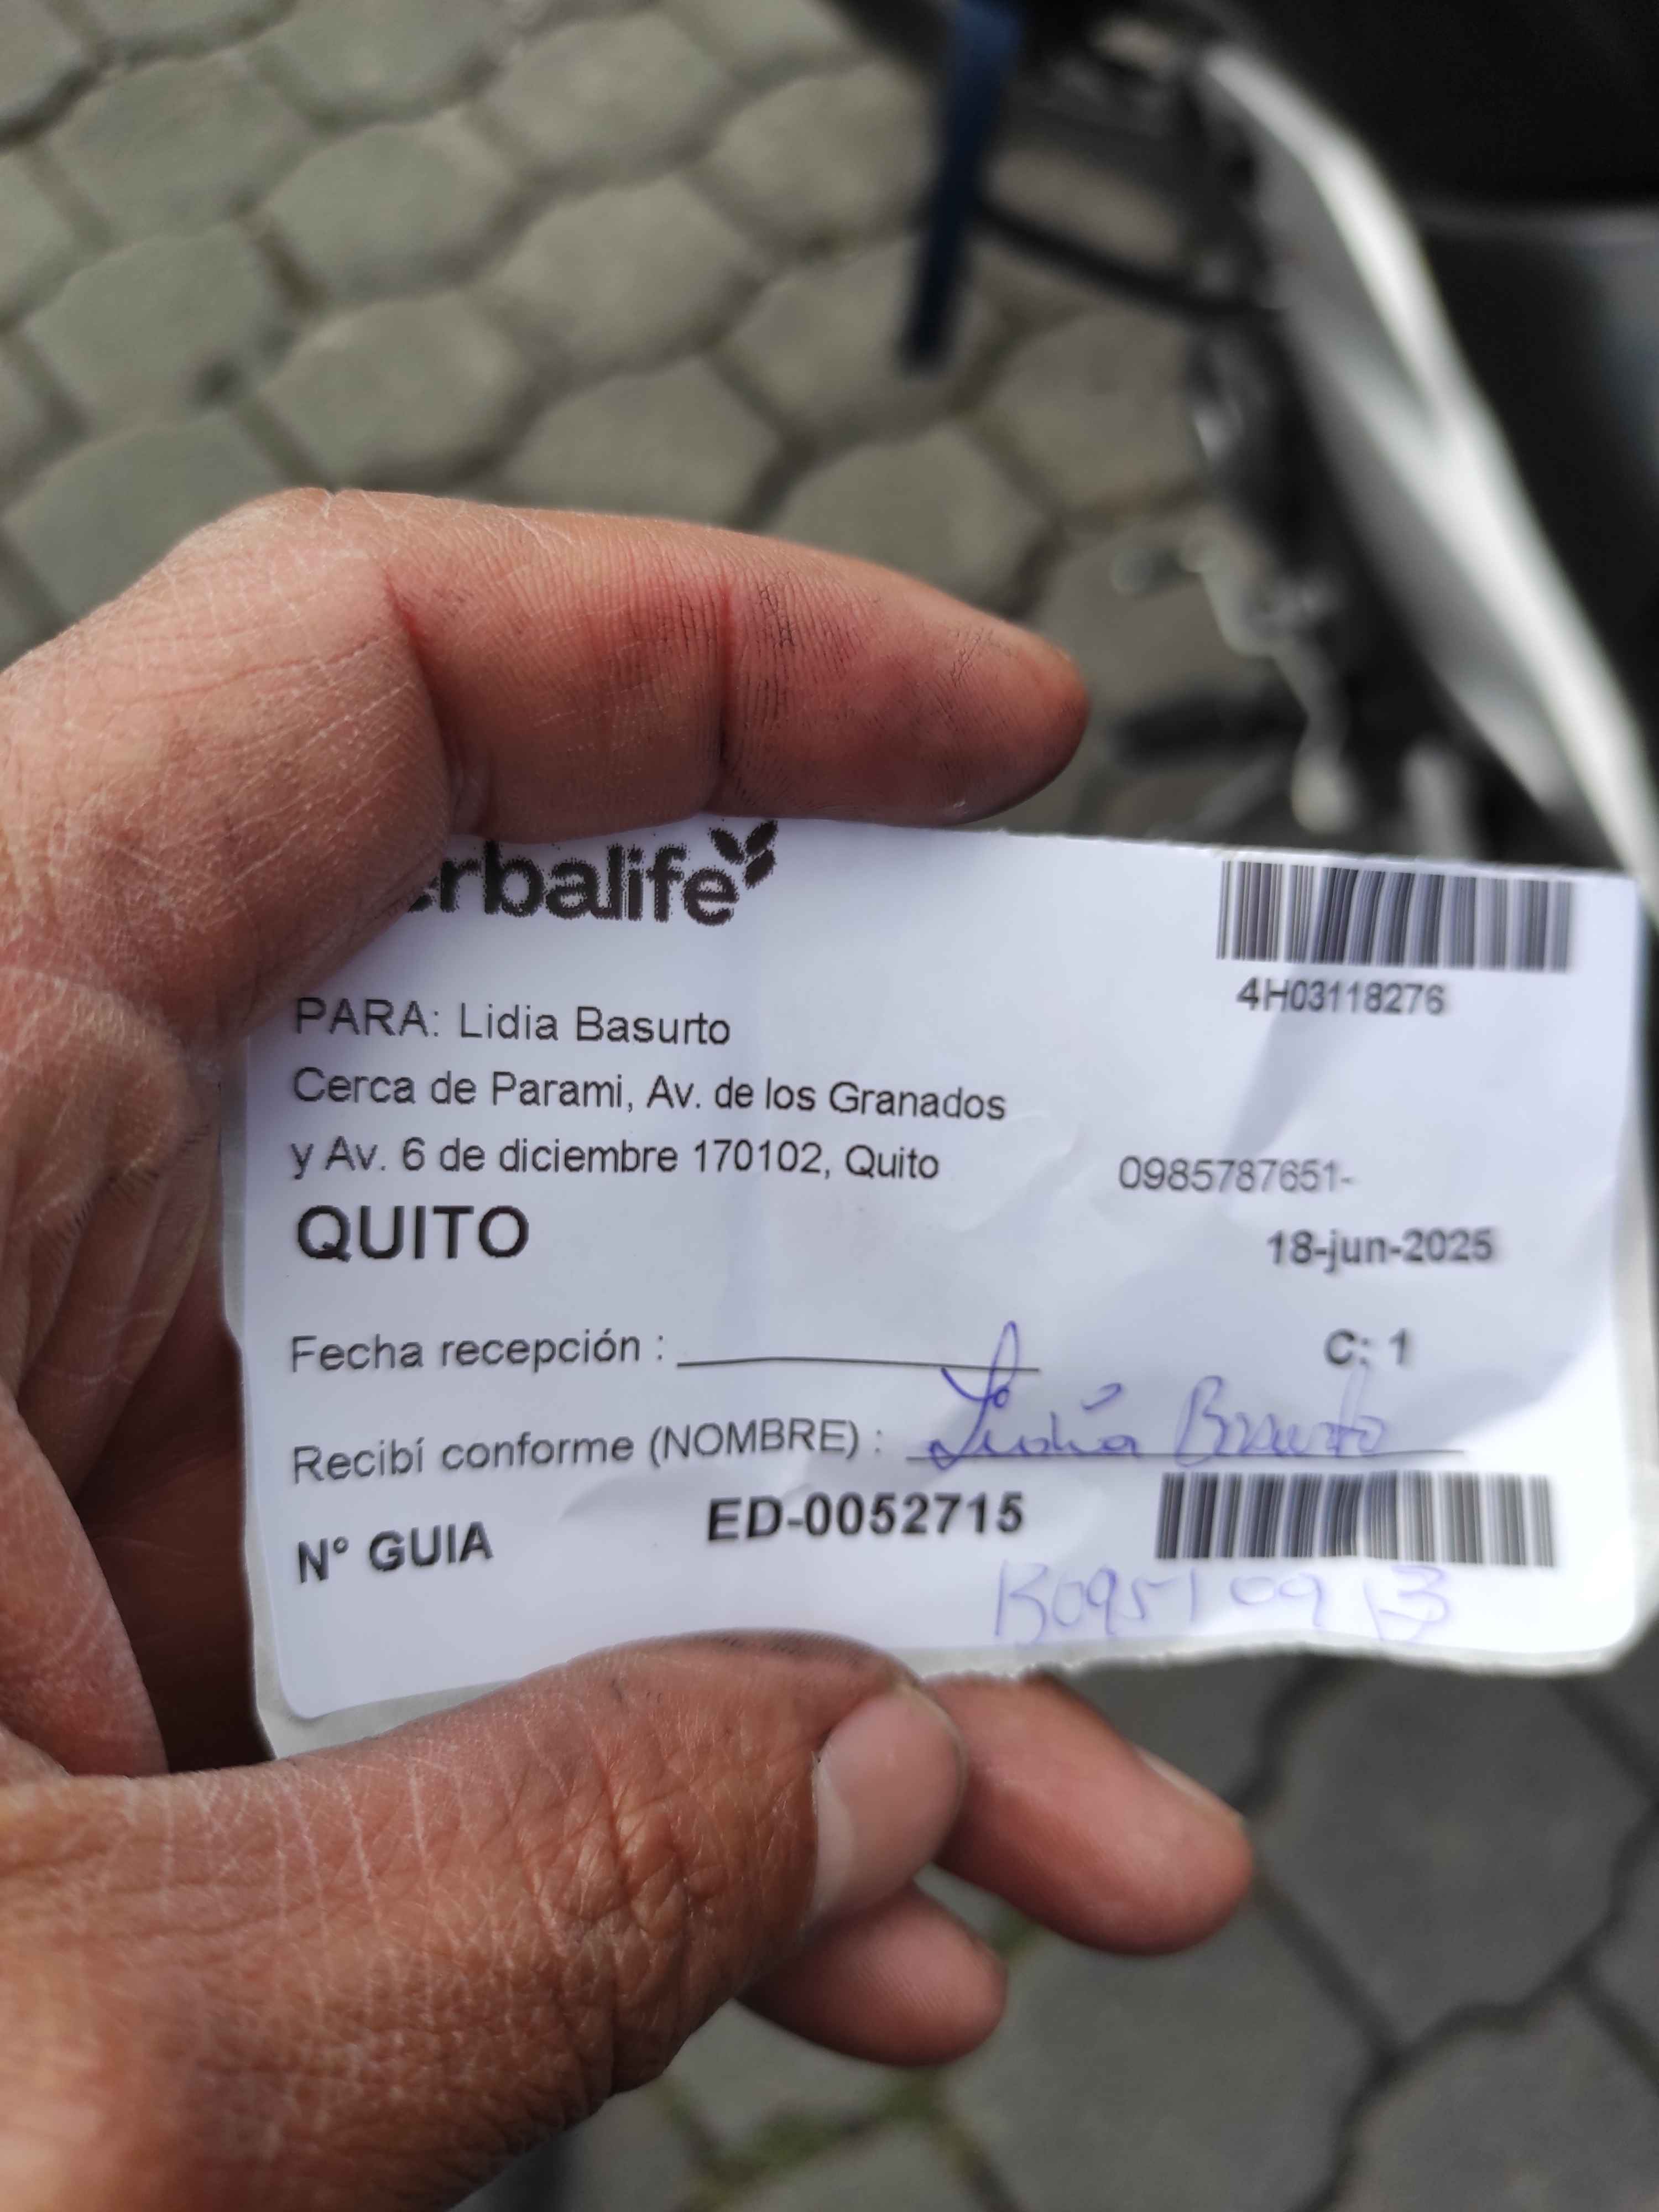 erbalife
4H03118276
PARA: Lidia Basurto
Cerca de Parami, Av. de los Granados
y Av. 6 de diciembre 170102, Quito
0985787651-
QUITO
18-jun-2025
Fecha recepción :
C: 1
Recibí conforme (NOMBRE) : Lidia Basurto
N° GUIA ED-0052715